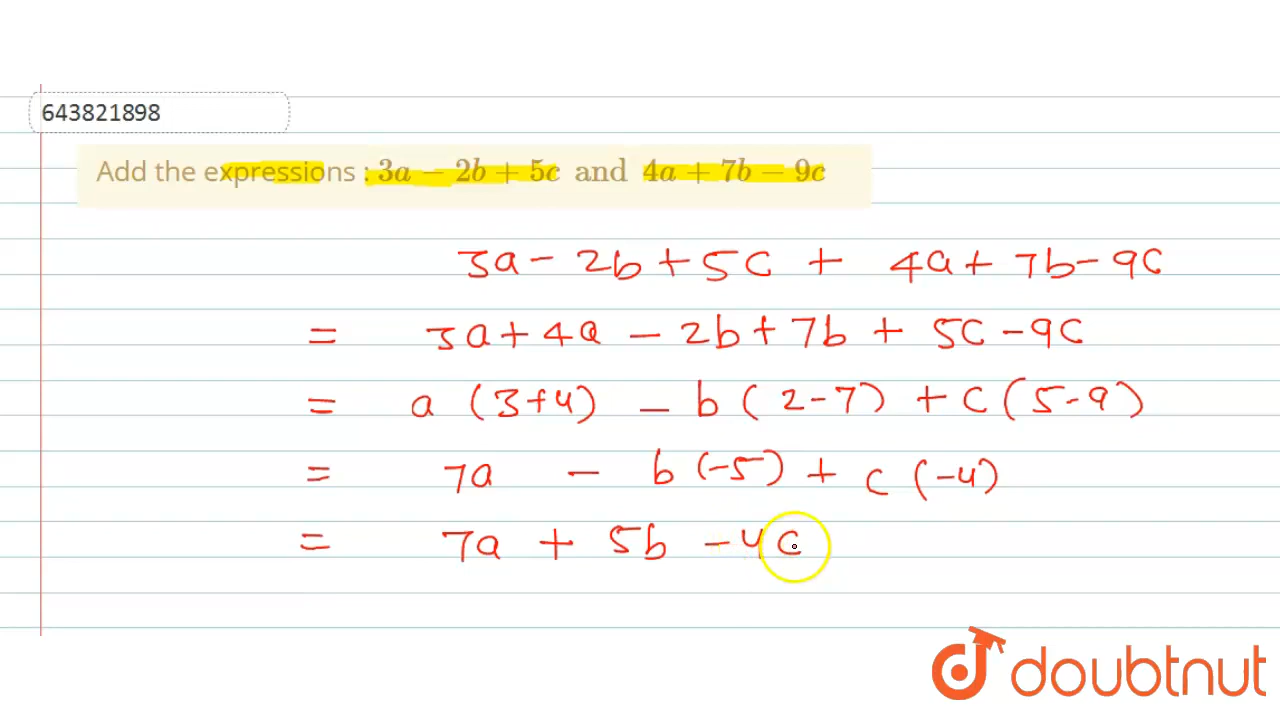 643821898
Add the expressions : 3a − 2b + 5c and 4a + 7b − 9c
3a - 2b + 5c + 4a + 7b - 9c
= 3a + 4a - 2b + 7b + 5c - 9c
= a (3+4) - b (2-7) + c (5-9)
= 7a - b (-5) + c (-4)
= 7a + 5b - 4c
doubtnut